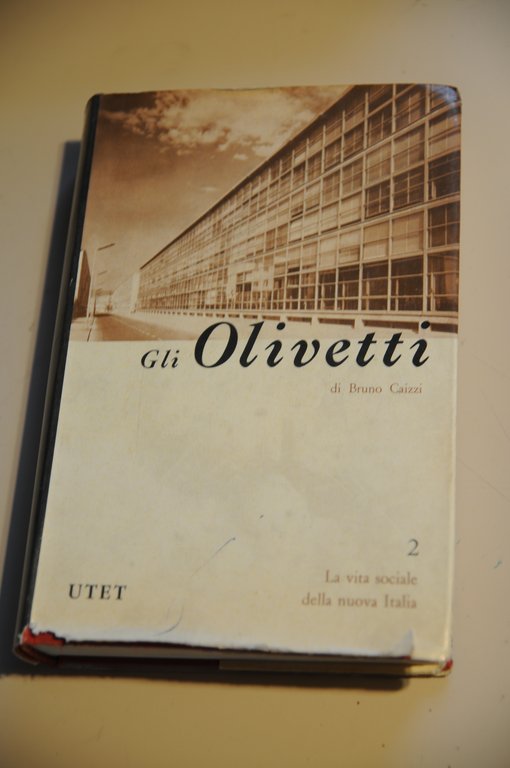 Gli Olivetti
di Bruno Caizzi
2
La vita sociale
della nuova Italia
UTET